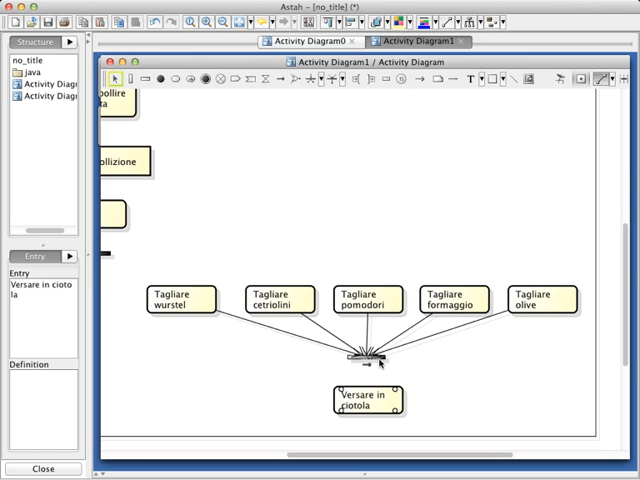 Astah - [no_title] (*)
Structure
Activity Diagram0
Activity Diagram1
no_title
java
Activity Diagr
Activity Diagr
Activity Diagram1 / Activity Diagram
T
ollire
ta
ollizione
Tagliare
wurstel
Tagliare
cetriolini
Tagliare
pomodori
Tagliare
formaggio
Tagliare
olive
Versare in
ciotola
Entry
Entry
Versare in cioto
la
Definition
Close